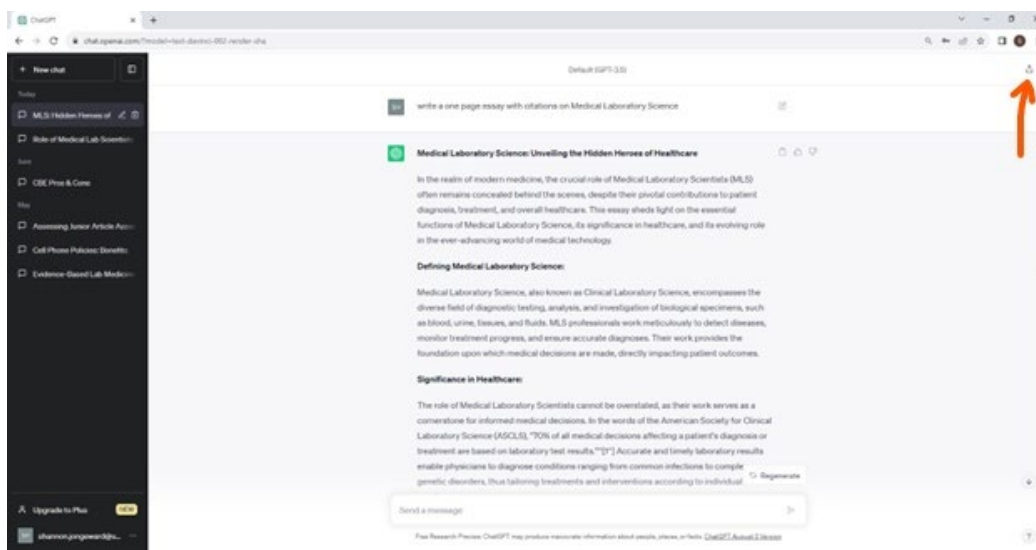 ChatGPT
chat.openai.com/?model=text-davinci-002-render-sha
New chat
Today
MLS: Hidden Heroes of
Role of Medical Lab Scientists
June
CBE Pros & Cons
May
Assessing Junior Article
Cell Phone Policies: Benefits
Evidence-Based Lab Medicine
Upgrade to Plus NEW
Default (GPT-3.5)
write a one page essay with citations on Medical Laboratory Science
Medical Laboratory Science: Unveiling the Hidden Heroes of Healthcare
In the realm of modern medicine, the crucial role of Medical Laboratory Scientists (MLS)
often remains concealed behind the scenes, despite their pivotal contributions to patient
diagnosis, treatment, and overall healthcare. This essay sheds light on the essential
functions of Medical Laboratory Science, its significance in healthcare, and its evolving role
in the ever-advancing world of medical technology.
Defining Medical Laboratory Science:
Medical Laboratory Science, also known as Clinical Laboratory Science, encompasses the
diverse field of diagnostic testing, analysis, and investigation of biological specimens, such
as blood, urine, tissues, and fluids. MLS professionals work meticulously to detect diseases,
monitor treatment progress, and ensure accurate diagnoses. Their work provides the
foundation upon which medical decisions are made, directly impacting patient outcomes.
Significance in Healthcare:
The role of Medical Laboratory Scientists cannot be overstated, as their work serves as a
cornerstone for informed medical decisions. In the words of the American Society for Clinical
Laboratory Science (ASCLS), "70% of all medical decisions affecting a patient's diagnosis or
treatment are based on laboratory test results."[1] Accurate and timely laboratory results
enable physicians to diagnose conditions ranging from common infections to comple
genetic disorders, thus tailoring treatments and interventions according to individual
Regenerate
Send a message
Free Research Preview. ChatGPT may produce inaccurate information about people, places, or facts. ChatGPT August 3 Version